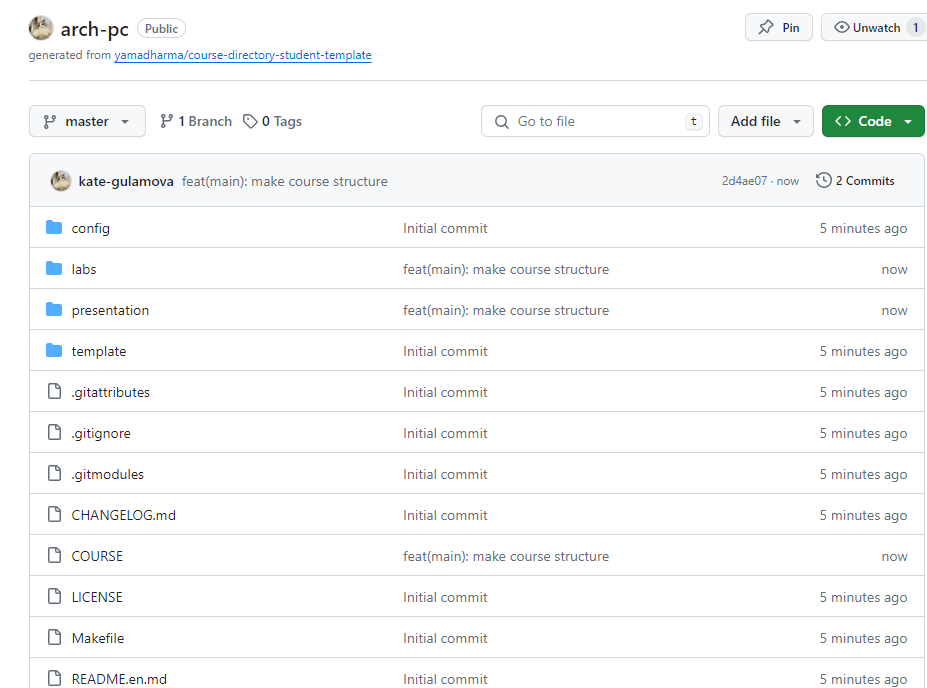 arch-pc Public Pin Unwatch 1
generated from yamadharma/course-directory-student-template
master 1 Branch 0 Tags Go to file t Add file Code
kate-gulamova feat(main): make course structure 2d4ae07 · now 2 Commits
config Initial commit 5 minutes ago
labs feat(main): make course structure now
presentation feat(main): make course structure now
template Initial commit 5 minutes ago
.gitattributes Initial commit 5 minutes ago
.gitignore Initial commit 5 minutes ago
.gitmodules Initial commit 5 minutes ago
CHANGELOG.md Initial commit 5 minutes ago
COURSE feat(main): make course structure now
LICENSE Initial commit 5 minutes ago
Makefile Initial commit 5 minutes ago
README.en.md Initial commit 5 minutes ago